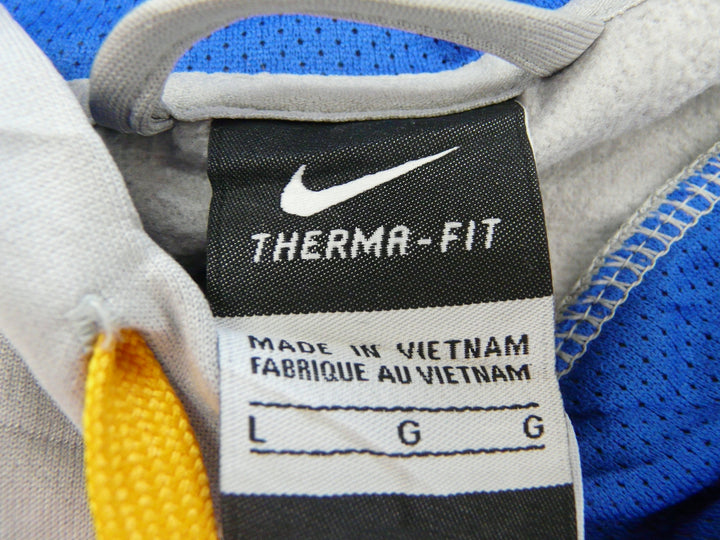 THERMA-FIT
MADE IN VIETNAM
FABRIQUE AU VIETNAM
L G G